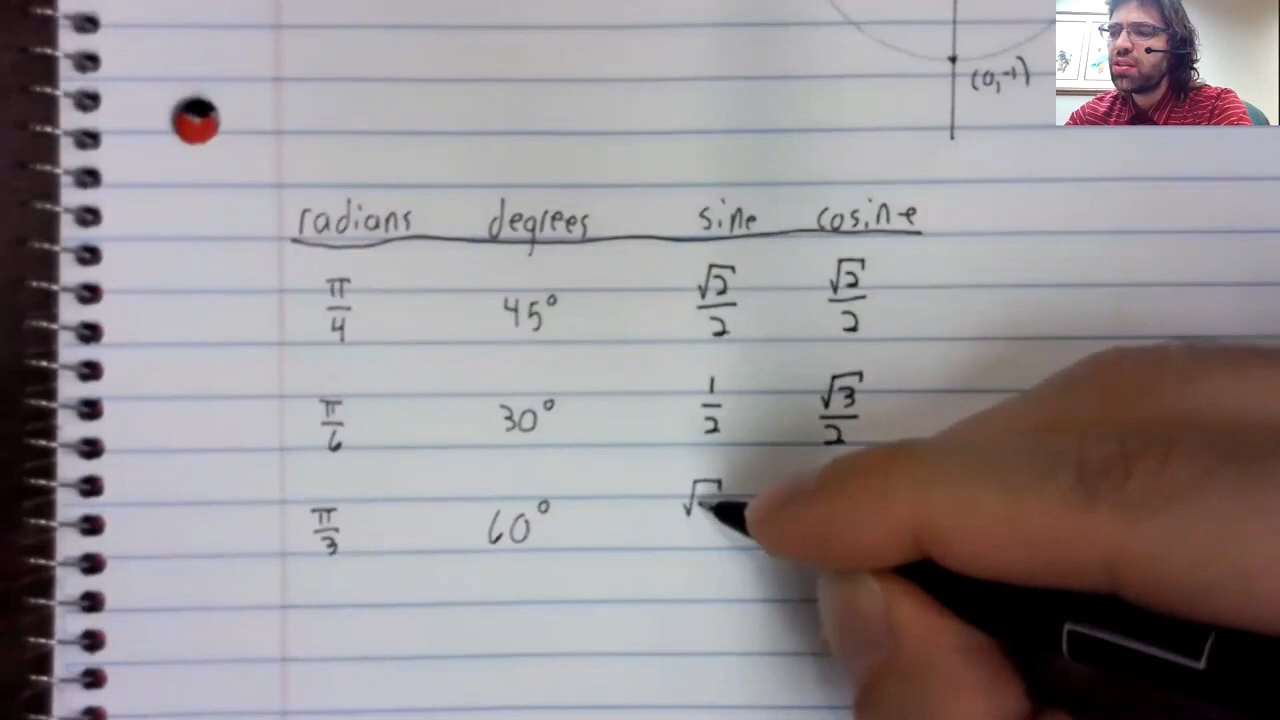 (0,-1)
radians degrees sine cosine
π/4 45° √2/2 √2/2
π/6 30° 1/2 √3/2
π/3 60° √